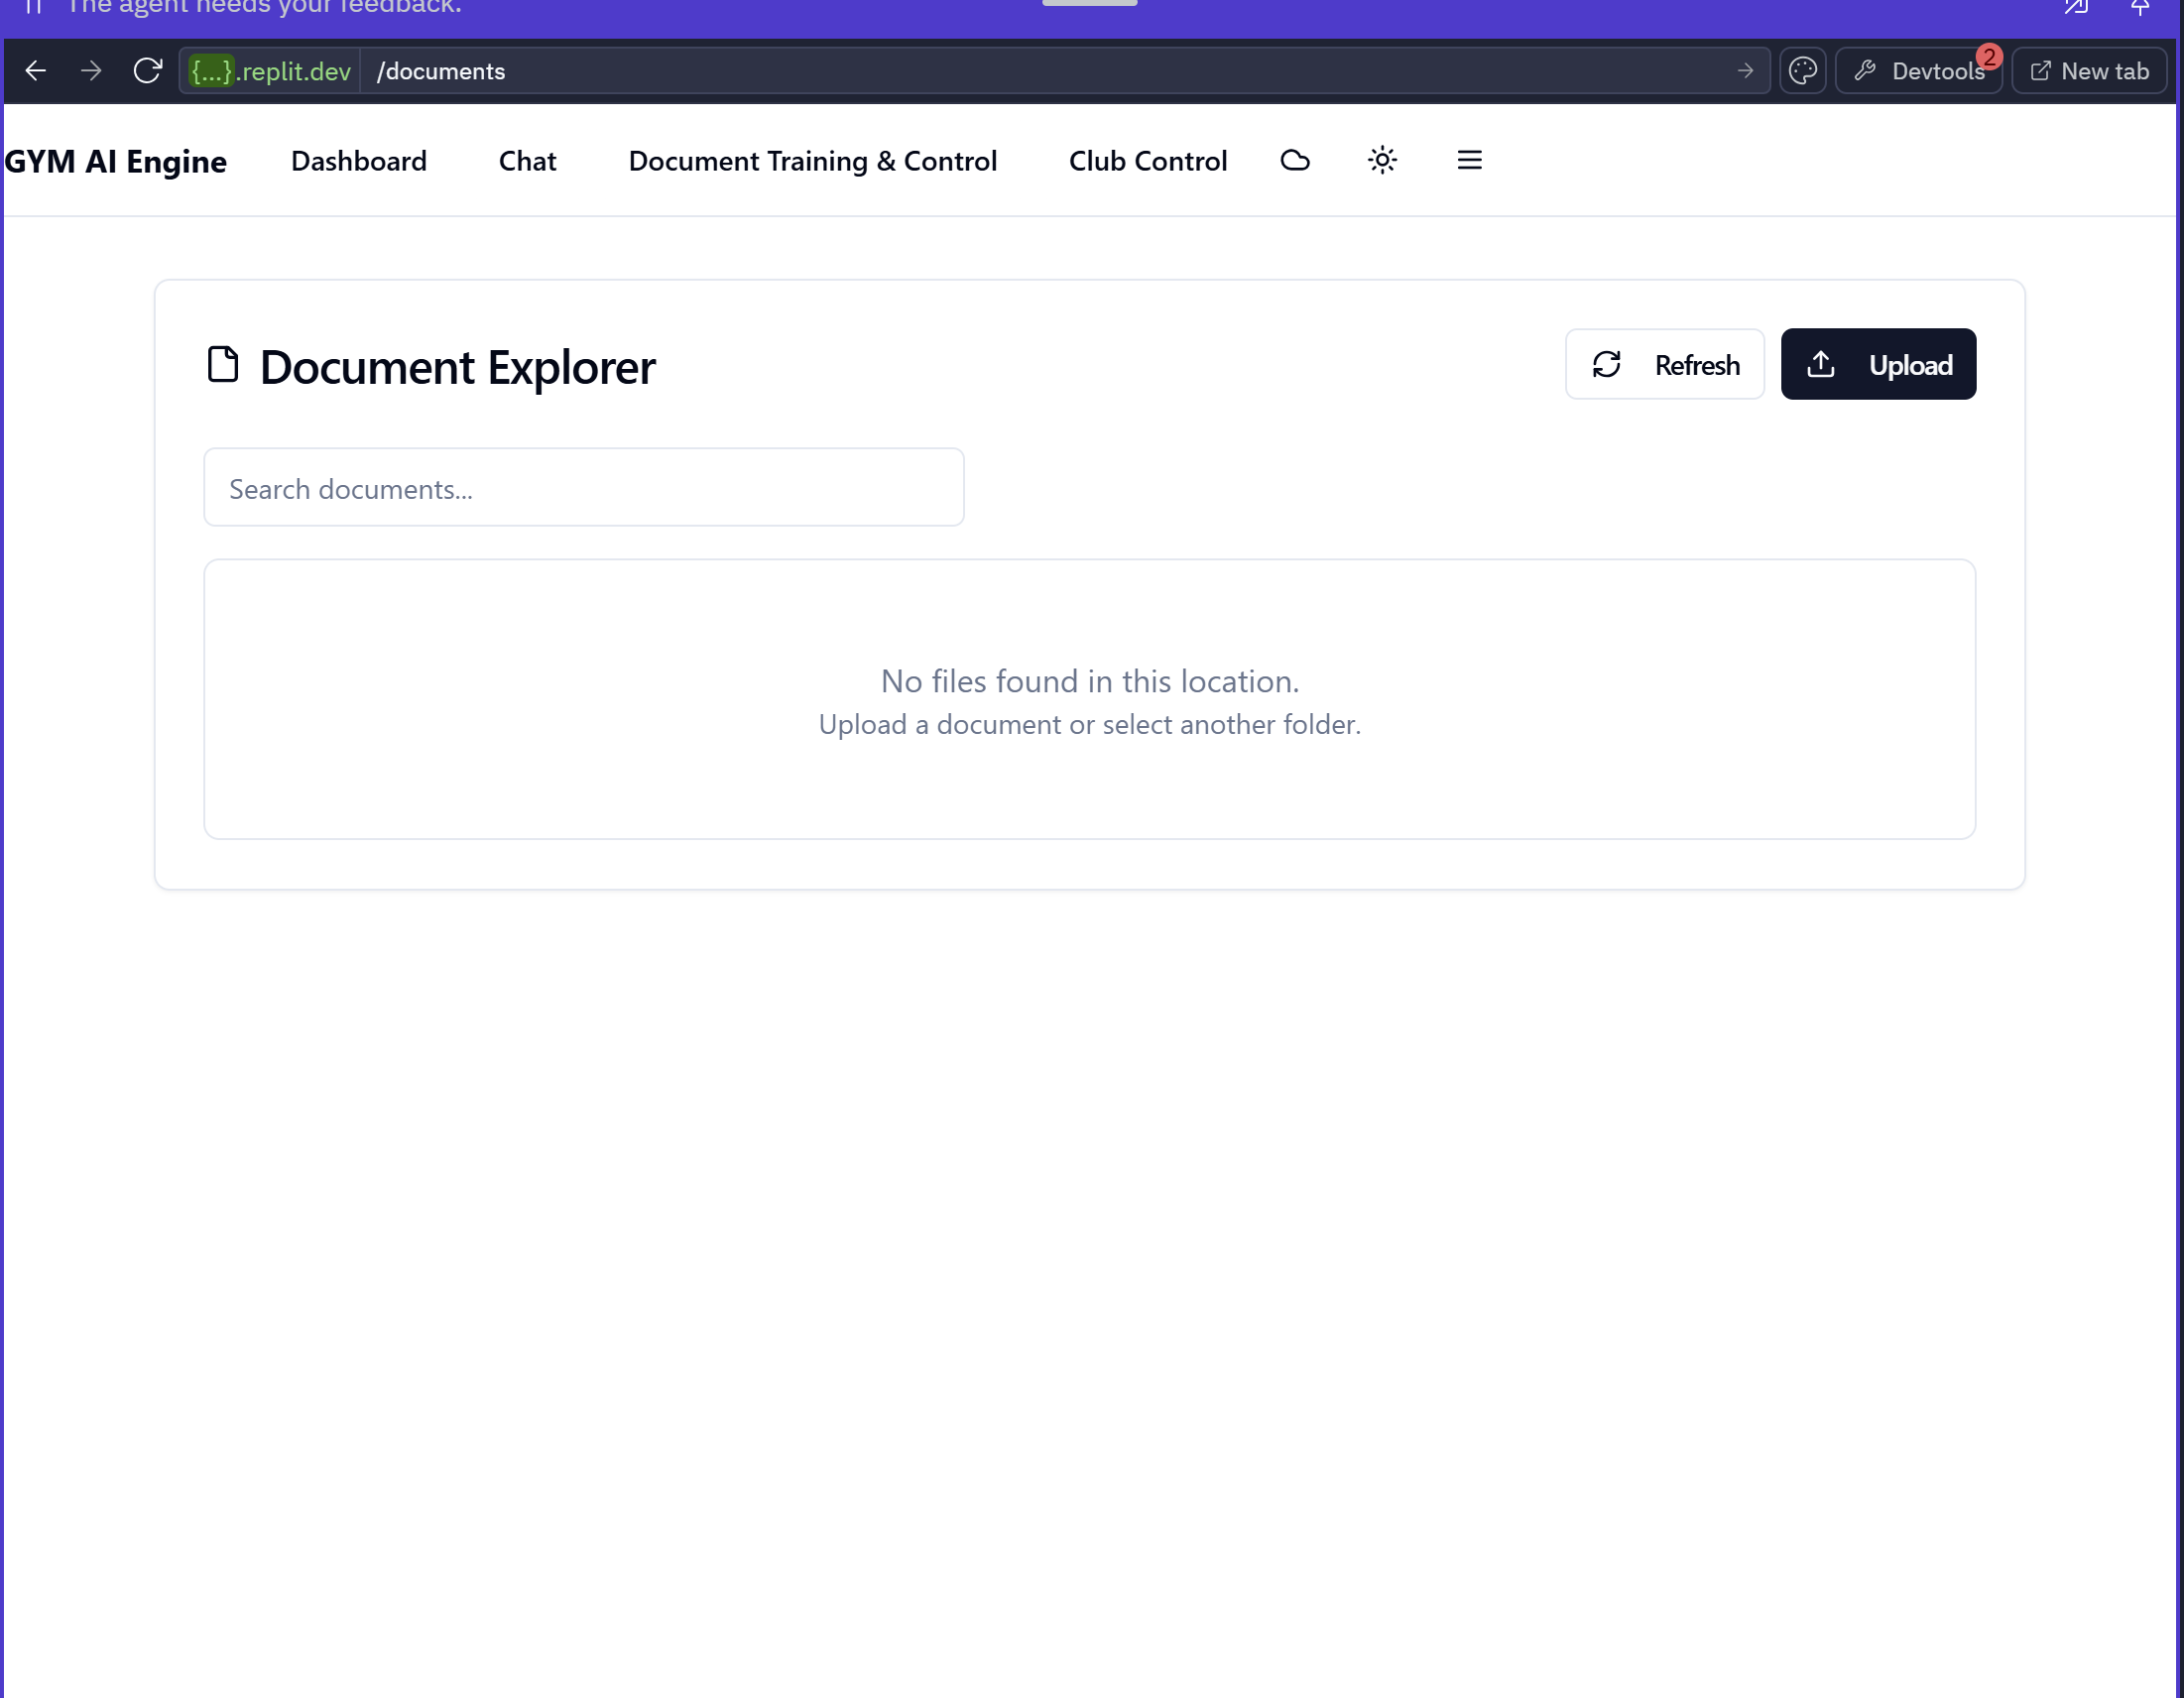 The agent needs your feedback.
{...}.replit.dev /documents Devtools 2 New tab
GYM AI Engine Dashboard Chat Document Training & Control Club Control
Document Explorer Refresh Upload
Search documents...
No files found in this location.
Upload a document or select another folder.